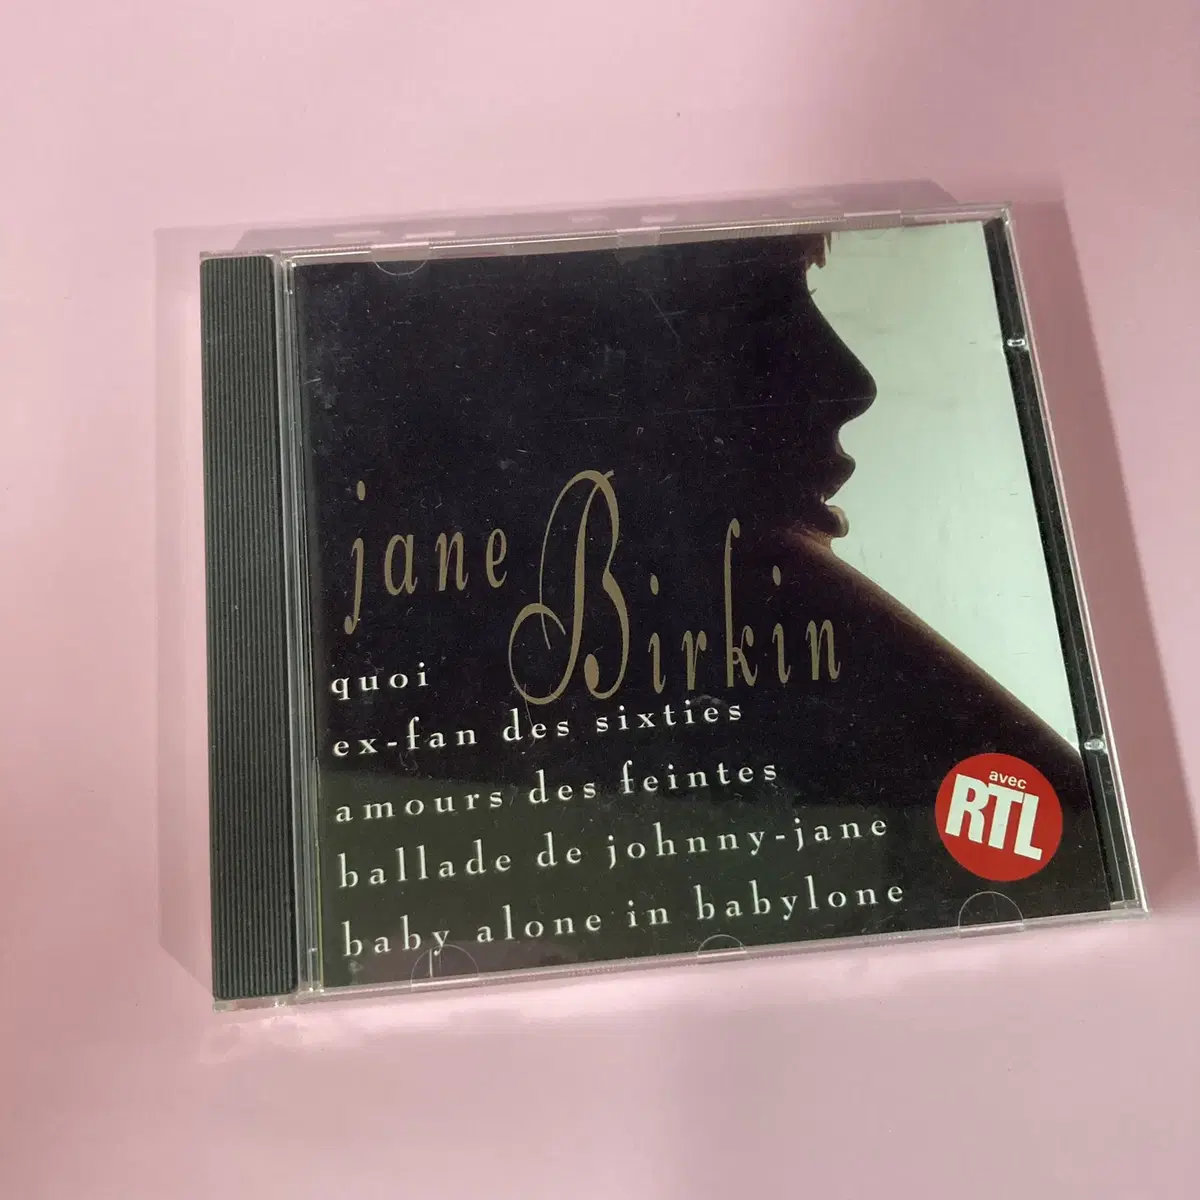 jane Birkin
quoi
ex-fan des sixties
amours des feintes
ballade de johnny-jane
baby alone in babylone
avec
RTL